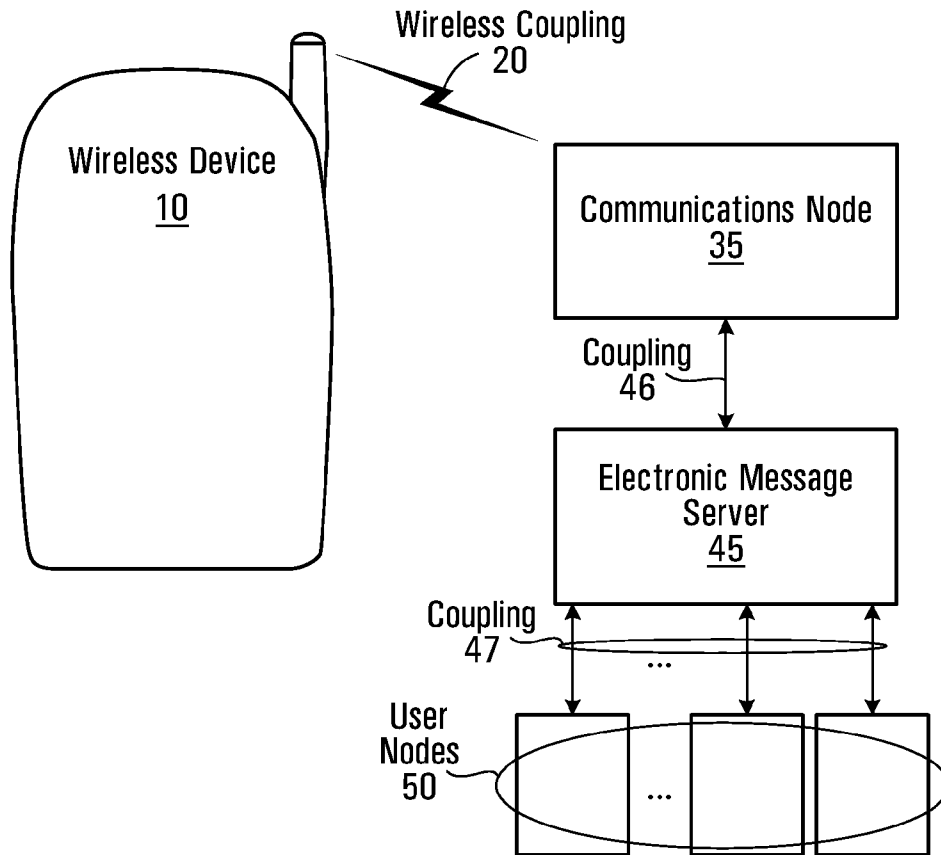 Wireless Coupling
20
Wireless Device
10
Communications Node
35
Coupling
46
Electronic Message
Server
45
Coupling
47
...
User
Nodes
50
...